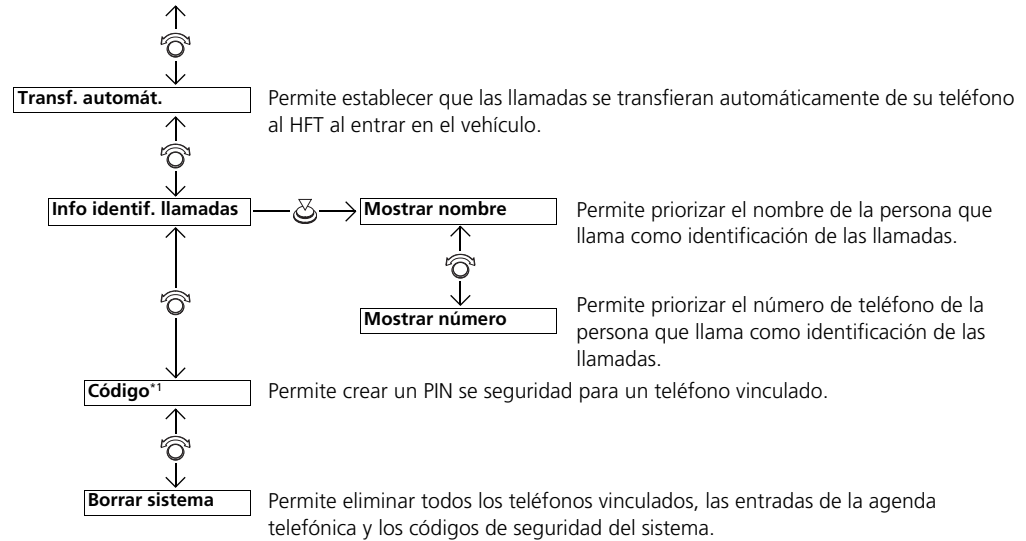 Transf. automát.
Permite establecer que las llamadas se transfieran automáticamente de su teléfono
al HFT al entrar en el vehículo.
Info identif. llamadas
Mostrar nombre
Permite priorizar el nombre de la persona que
llama como identificación de las llamadas.
Mostrar número
Permite priorizar el número de teléfono de la
persona que llama como identificación de las
llamadas.
Código*1
Permite crear un PIN se seguridad para un teléfono vinculado.
Borrar sistema
Permite eliminar todos los teléfonos vinculados, las entradas de la agenda
telefónica y los códigos de seguridad del sistema.